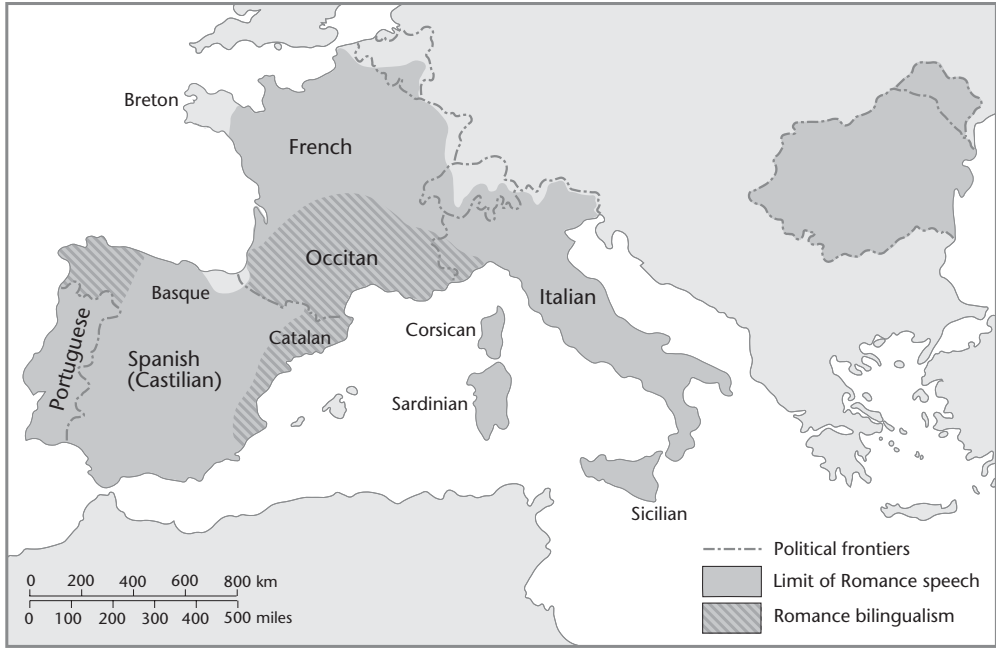 Breton
French
Occitan
Basque
Portuguese
Spanish
(Castilian)
Catalan
Italian
Corsican
Sardinian
Sicilian
Political frontiers
Limit of Romance speech
Romance bilingualism
0 200 400 600 800 km
0 100 200 300 400 500 miles